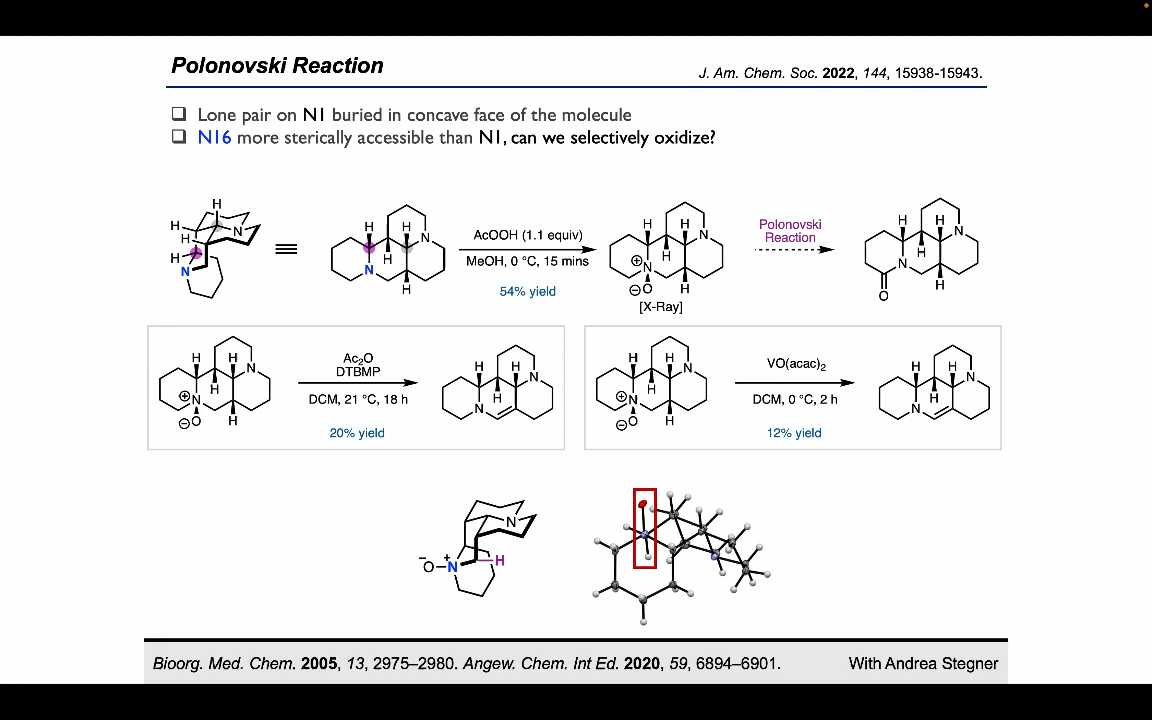 Polonovski Reaction
J. Am. Chem. Soc. 2022, 144, 15938-15943.
❑ Lone pair on N1 buried in concave face of the molecule
❑ N16 more sterically accessible than N1, can we selectively oxidize?
H
H
N
H
H
N
≡
H
H
N
H
N
H
AcOOH (1.1 equiv)
MeOH, 0 °C, 15 mins
54% yield
H
H
N
H
⊕
N
⊖O
H
[X-Ray]
Polonovski
Reaction
H
H
N
H
N
O
H
H
H
N
H
⊕
N
⊖O
H
Ac₂O
DTBMP
DCM, 21 °C, 18 h
20% yield
H
H
N
H
N
H
H
N
H
⊕
N
⊖O
H
VO(acac)₂
DCM, 0 °C, 2 h
12% yield
H
H
N
H
N
N
− +
O–N
H
Bioorg. Med. Chem. 2005, 13, 2975–2980. Angew. Chem. Int Ed. 2020, 59, 6894–6901.
With Andrea Stegner